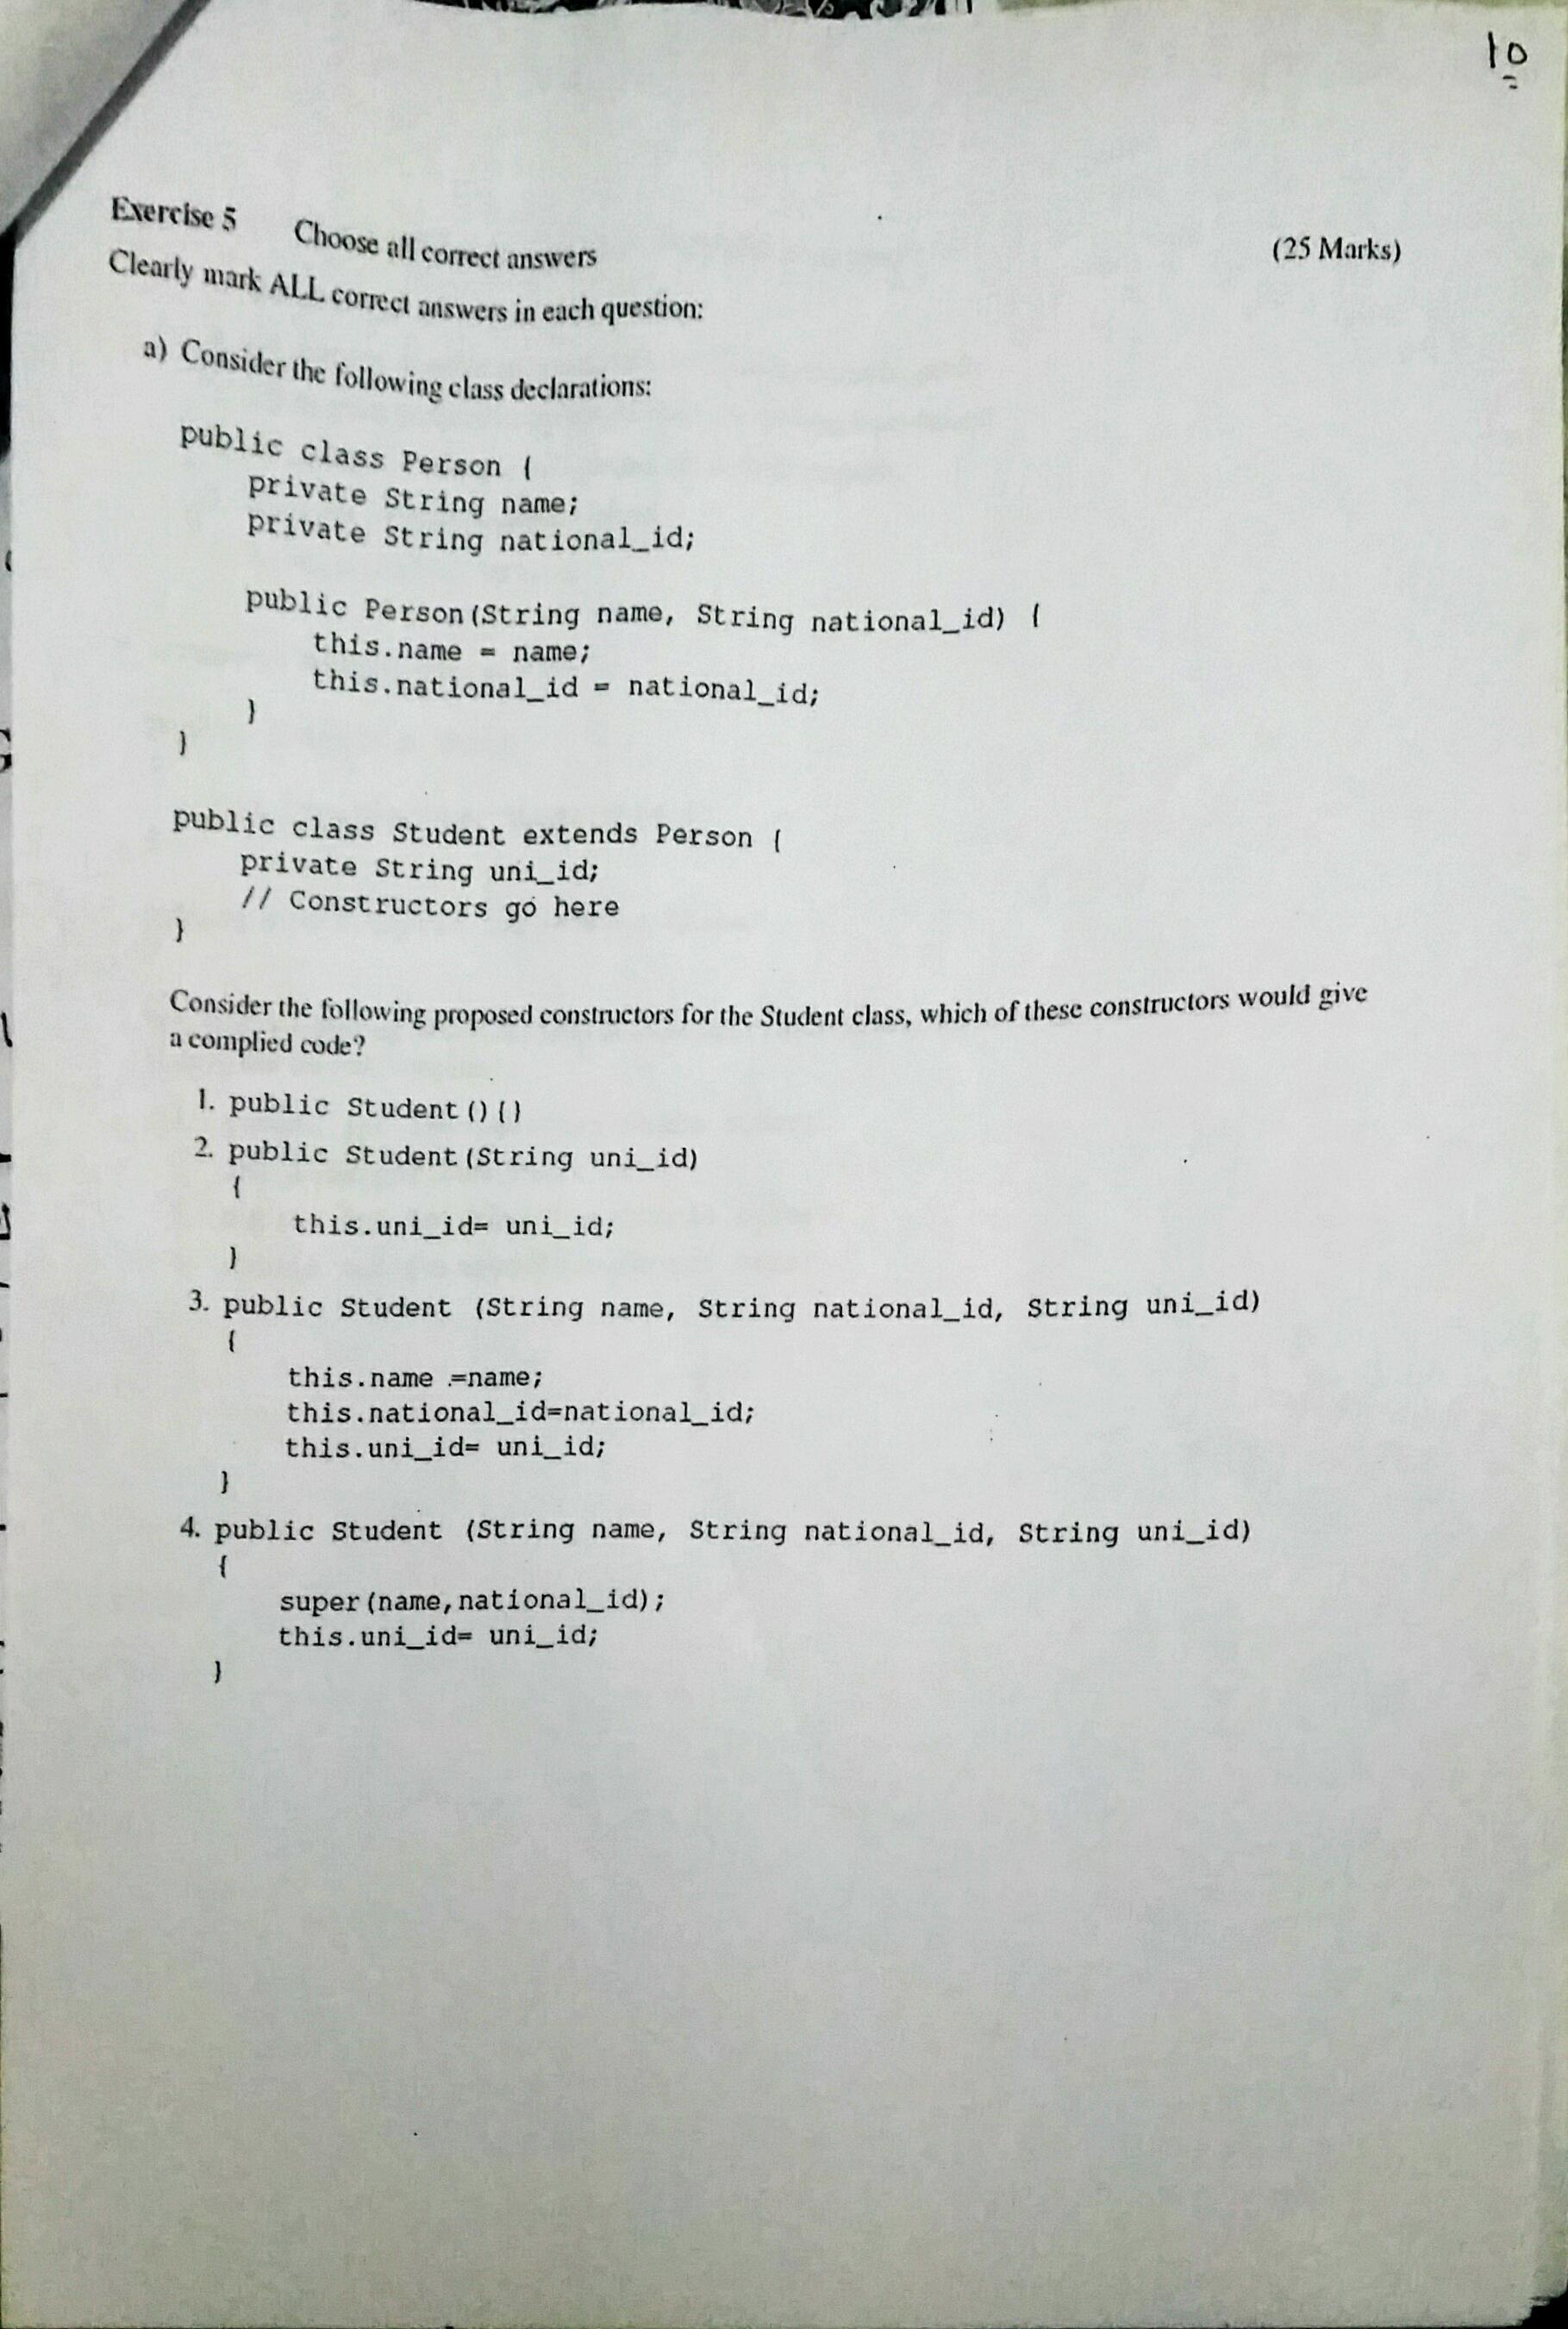 10
Exercise 5 Choose all correct answers (25 Marks)
Clearly mark ALL correct answers in each question:
a) Consider the following class declarations:
public class Person {
private String name;
private String national_id;
public Person(String name, String national_id) {
this.name = name;
this.national_id = national_id;
}
}
public class Student extends Person {
private String uni_id;
// Constructors go here
}
Consider the following proposed constructors for the Student class, which of these constructors would give
a complied code?
1. public Student(){}
2. public Student(String uni_id)
{
this.uni_id= uni_id;
}
3. public Student (String name, String national_id, String uni_id)
{
this.name =name;
this.national_id=national_id;
this.uni_id= uni_id;
}
4. public Student (String name, String national_id, String uni_id)
{
super(name,national_id);
this.uni_id= uni_id;
}